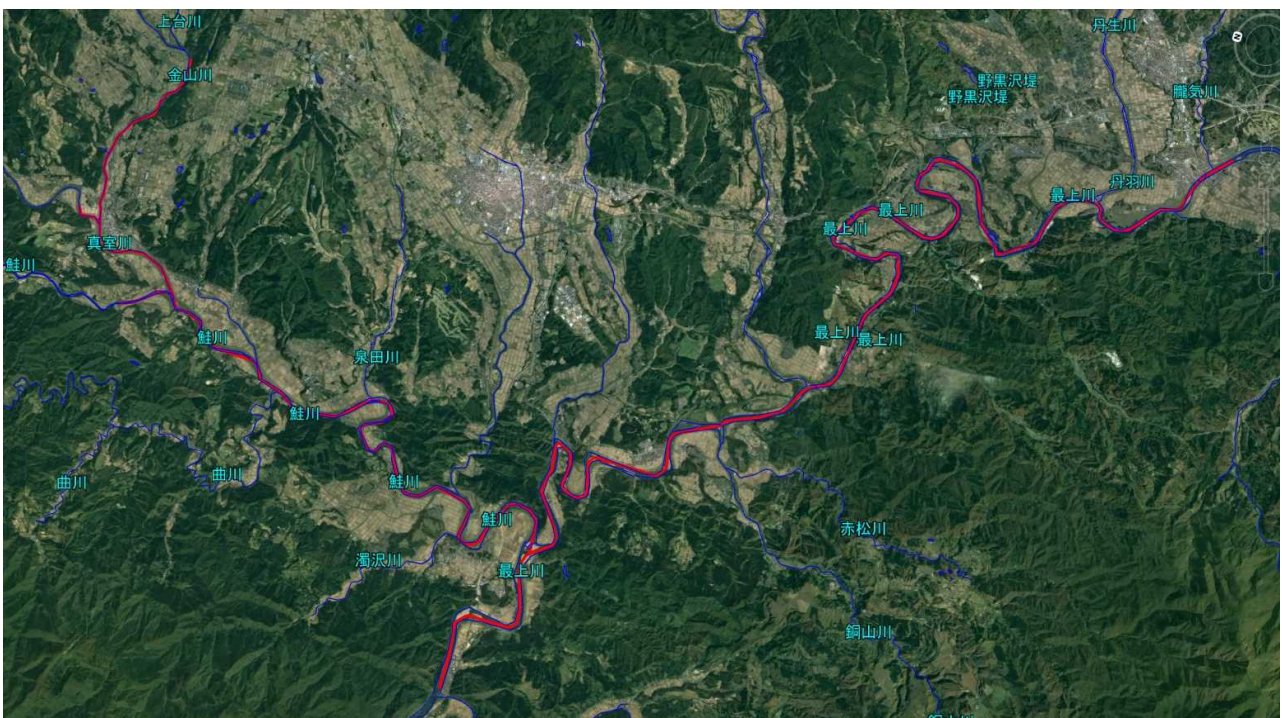 上台川
丹生川
金山川
野黒沢堤
野黒沢堤
朧気川
丹羽川
最上川
最上川
最上川
真室川
鮭川
鮭川
最上川
最上川
泉田川
鮭川
曲川
曲川
鮭川
鮭川
赤松川
濁沢川
最上川
銅山川